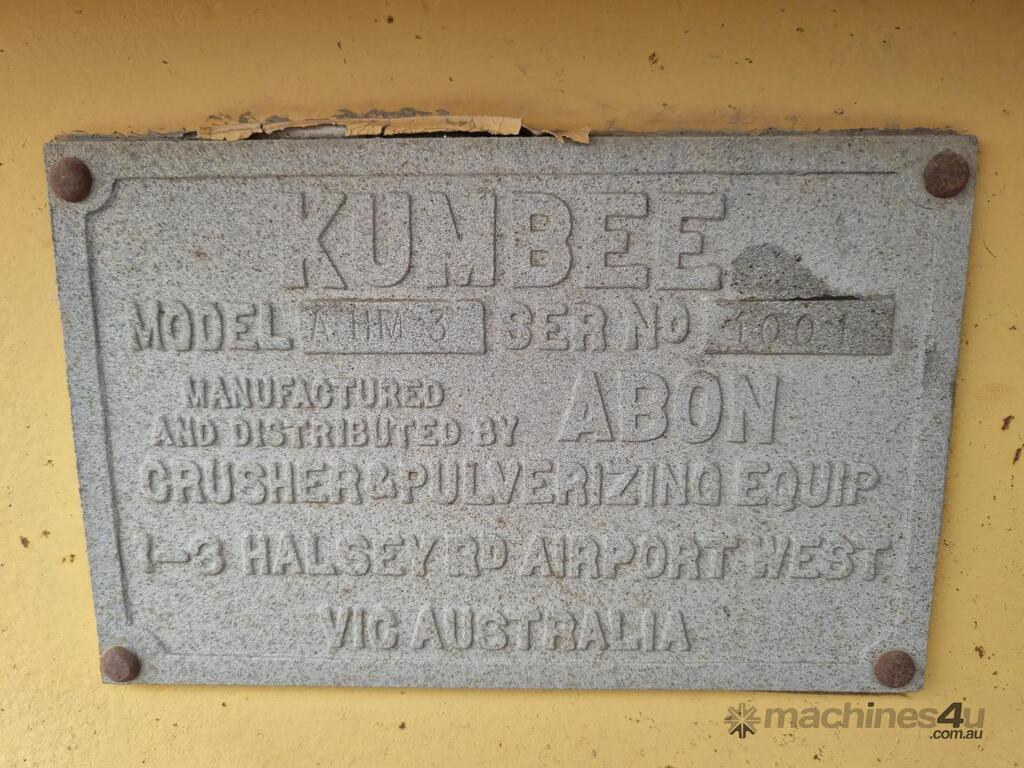 KUMBEE
MODEL A.HM 3 SER NO 1001
MANUFACTURED
AND DISTRIBUTED BY ABON
CRUSHER & PULVERIZING EQUIP
1-3 HALSEY RD AIRPORT WEST
VIC AUSTRALIA
machines4u
.com.au